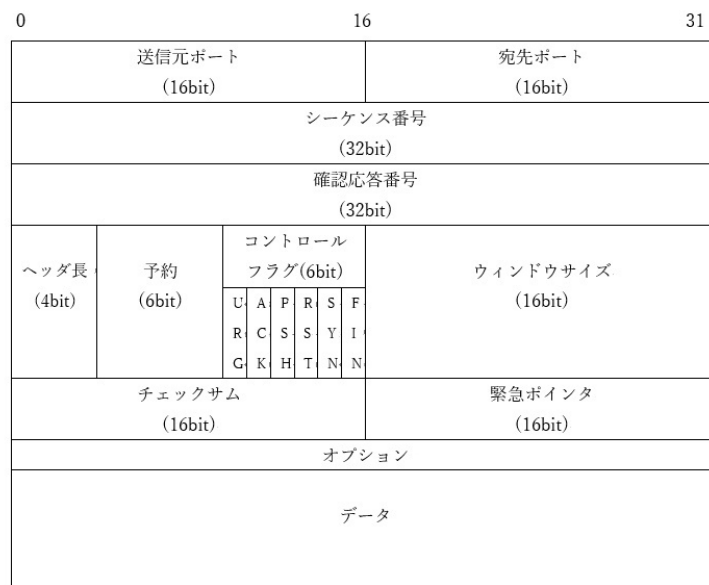 0 16 31
送信元ポート 宛先ポート
(16bit) (16bit)
シーケンス番号
(32bit)
確認応答番号
(32bit)
コントロール
ヘッダ長 予約 フラグ(6bit) ウィンドウサイズ
(4bit) (6bit) (16bit)
U A P R S F
R C S S Y I
G K H T N N
チェックサム 緊急ポインタ
(16bit) (16bit)
オプション
データ